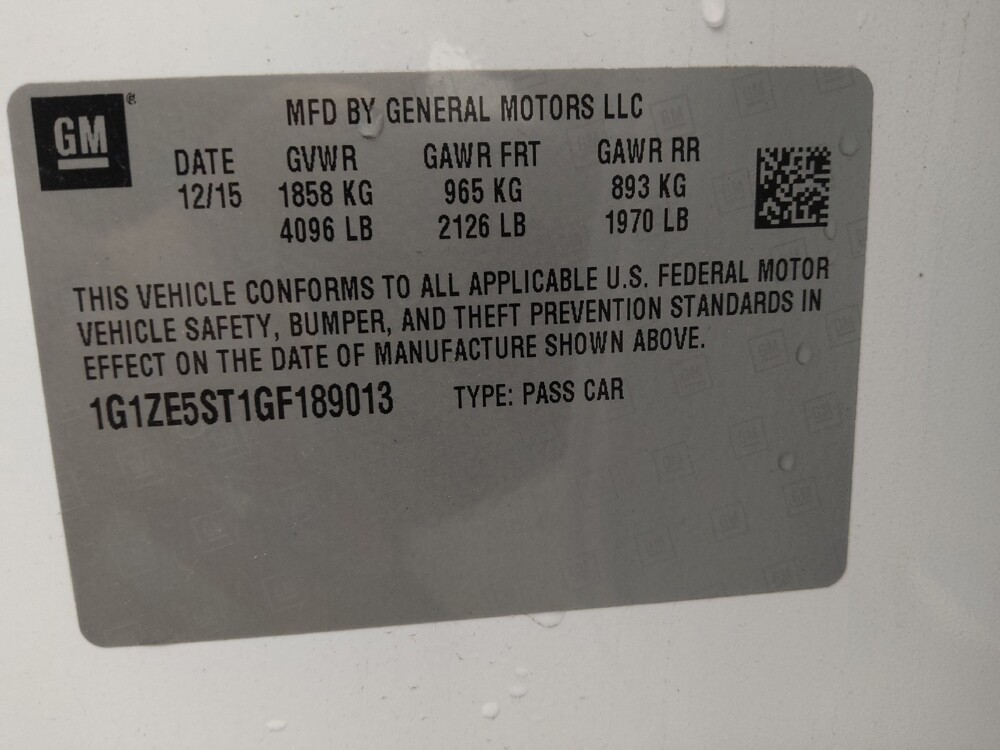 GM®
MFD BY GENERAL MOTORS LLC
DATE GVWR GAWR FRT GAWR RR
12/15 1858 KG 965 KG 893 KG
4096 LB 2126 LB 1970 LB
THIS VEHICLE CONFORMS TO ALL APPLICABLE U.S. FEDERAL MOTOR
VEHICLE SAFETY, BUMPER, AND THEFT PREVENTION STANDARDS IN
EFFECT ON THE DATE OF MANUFACTURE SHOWN ABOVE.
1G1ZE5ST1GF189013 TYPE: PASS CAR